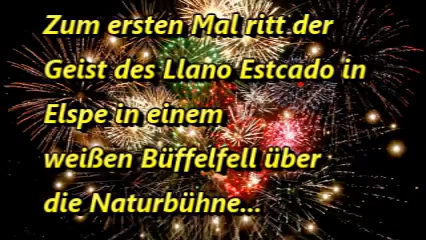 Zum ersten Mal ritt der
Geist des Llano Estcado in
Elspe in einem
weißen Büffelfell über
die Naturbühne...